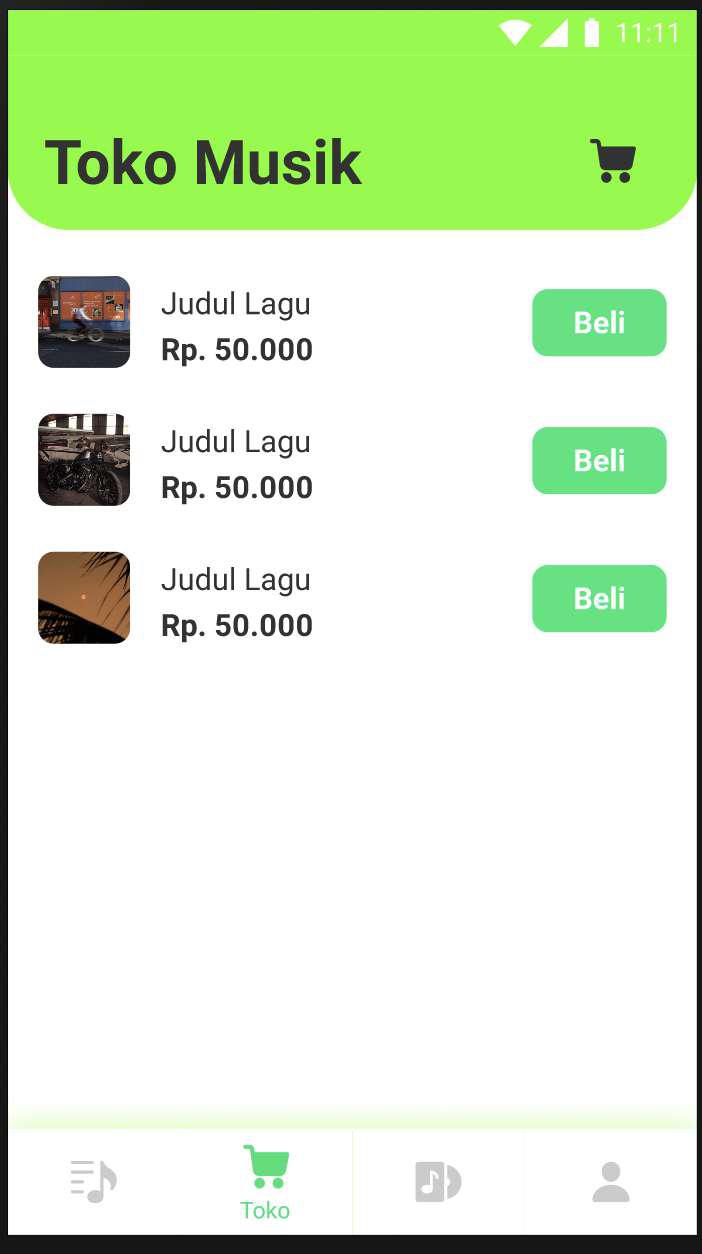 11:11
Toko Musik
Judul Lagu
Rp. 50.000
Beli
Judul Lagu
Rp. 50.000
Beli
Judul Lagu
Rp. 50.000
Beli
Toko